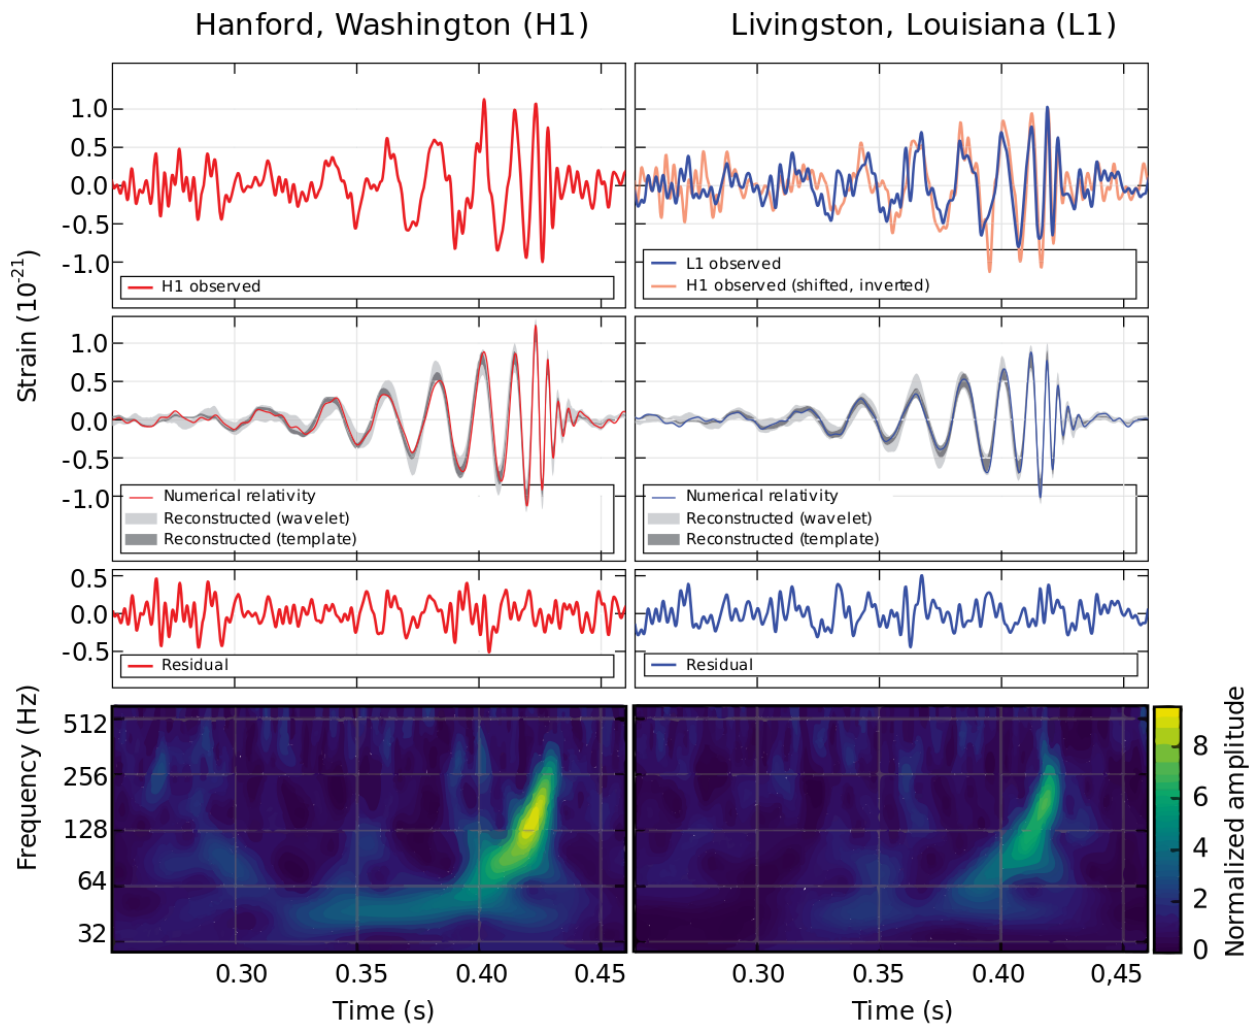 Hanford, Washington (H1)
Livingston, Louisiana (L1)
Strain (10-21)
1.0
0.5
0.0
-0.5
-1.0
H1 observed
L1 observed
H1 observed (shifted, inverted)
1.0
0.5
0.0
-0.5
-1.0
Numerical relativity
Reconstructed (wavelet)
Reconstructed (template)
Numerical relativity
Reconstructed (wavelet)
Reconstructed (template)
0.5
0.0
-0.5
Residual
Residual
Frequency (Hz)
512
256
128
64
32
0.30
0.35
0.40
0.45
Time (s)
0.30
0.35
0.40
0,45
Time (s)
8
6
4
2
0
Normalized amplitude